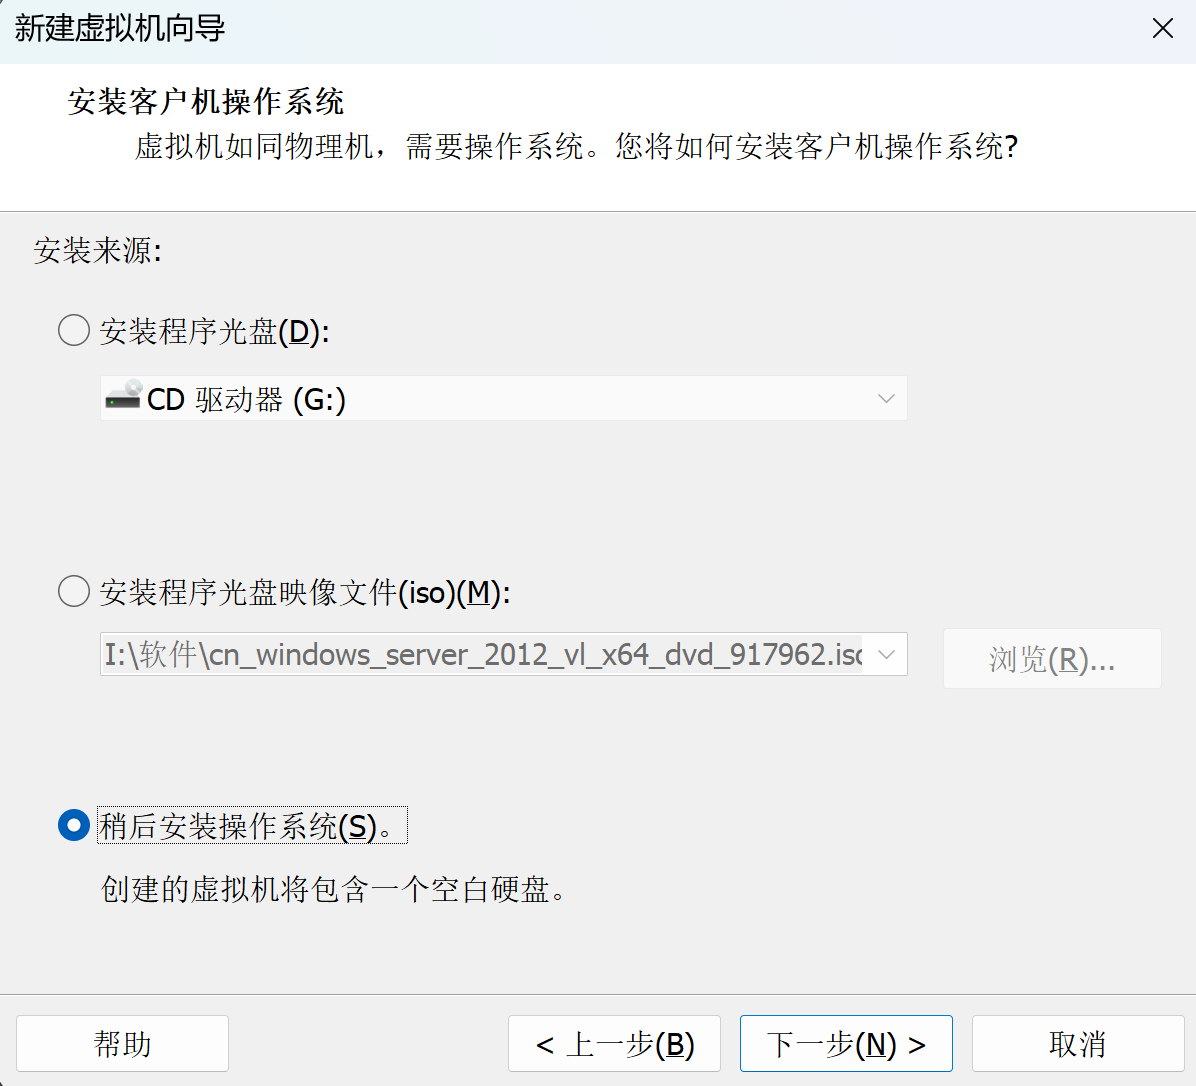 新建虚拟机向导
安装客户机操作系统
虚拟机如同物理机，需要操作系统。您将如何安装客户机操作系统?
安装来源:
安装程序光盘(D):
CD 驱动器 (G:)
安装程序光盘映像文件(iso)(M):
I:\软件\cn_windows_server_2012_vl_x64_dvd_917962.iso
浏览(R)...
稍后安装操作系统(S)。
创建的虚拟机将包含一个空白硬盘。
帮助
< 上一步(B)
下一步(N) >
取消